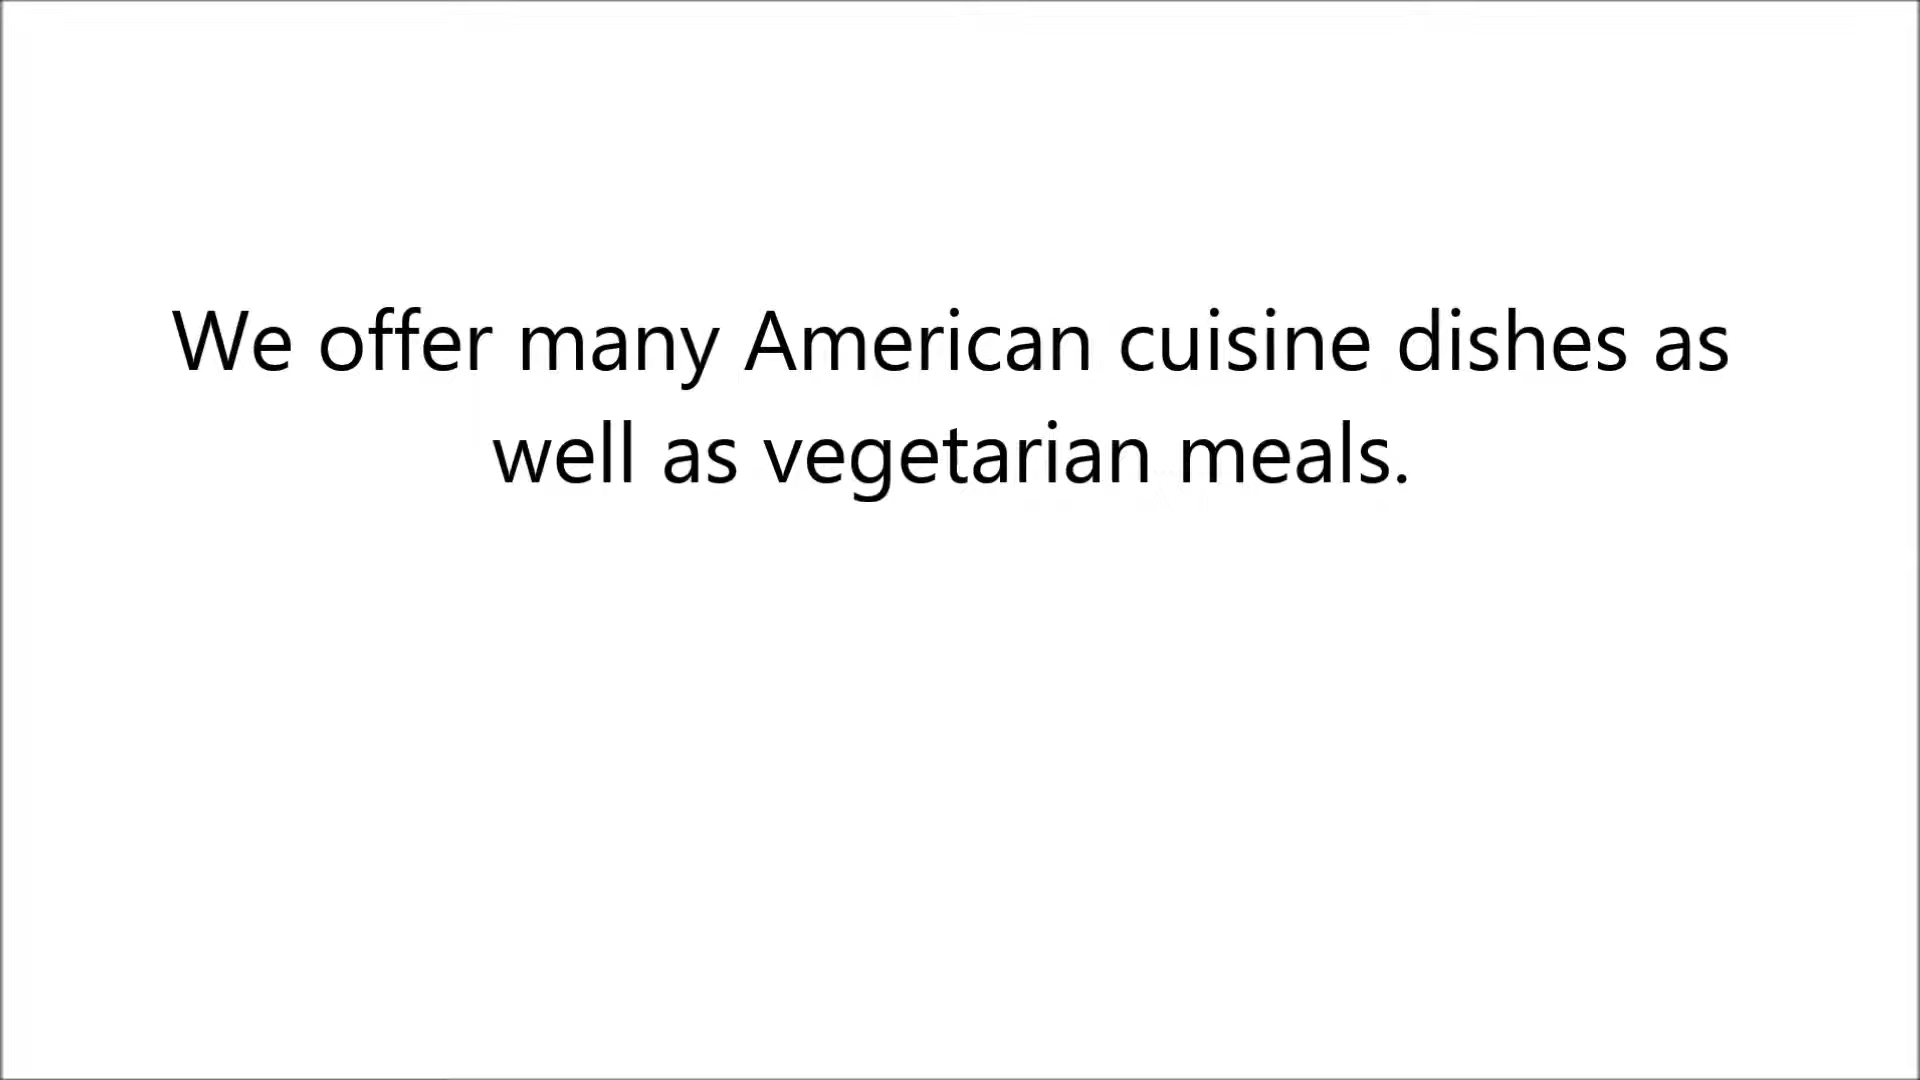 We offer many American cuisine dishes as
well as vegetarian meals.